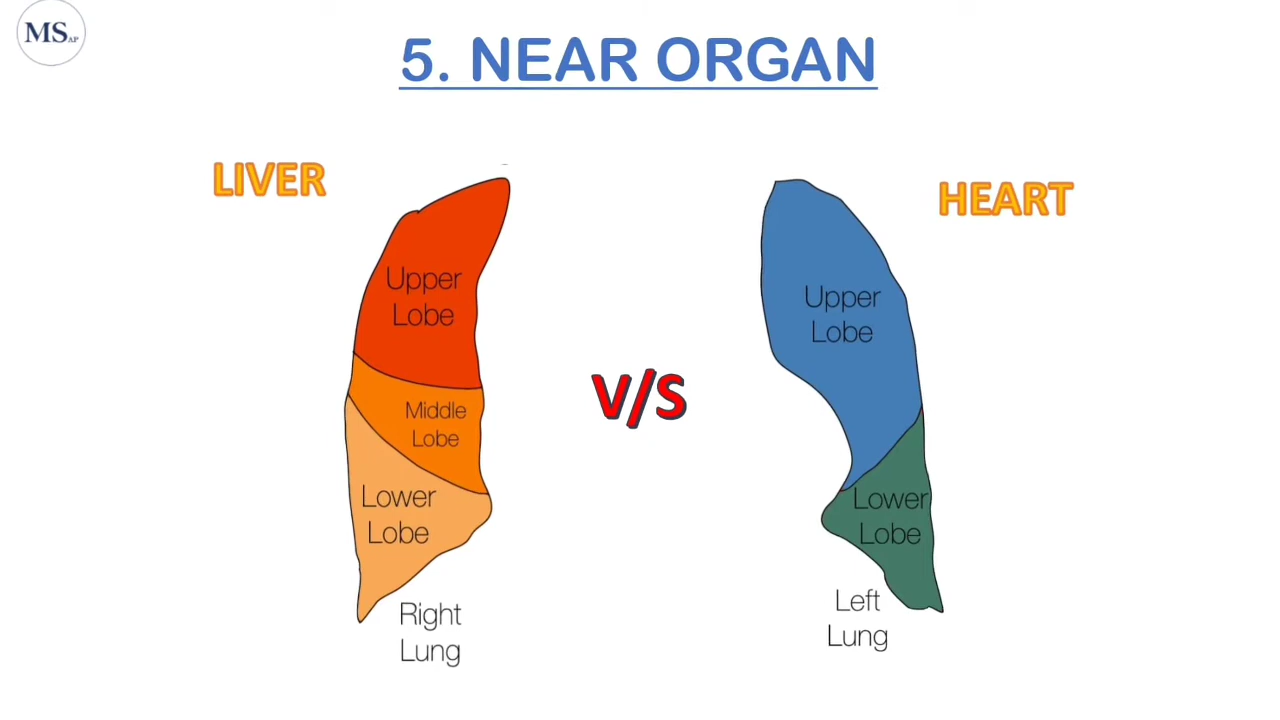 MS AP
5. NEAR ORGAN
LIVER
HEART
Upper
Lobe
Middle
Lobe
Lower
Lobe
Right
Lung
V/S
Upper
Lobe
Lower
Lobe
Left
Lung